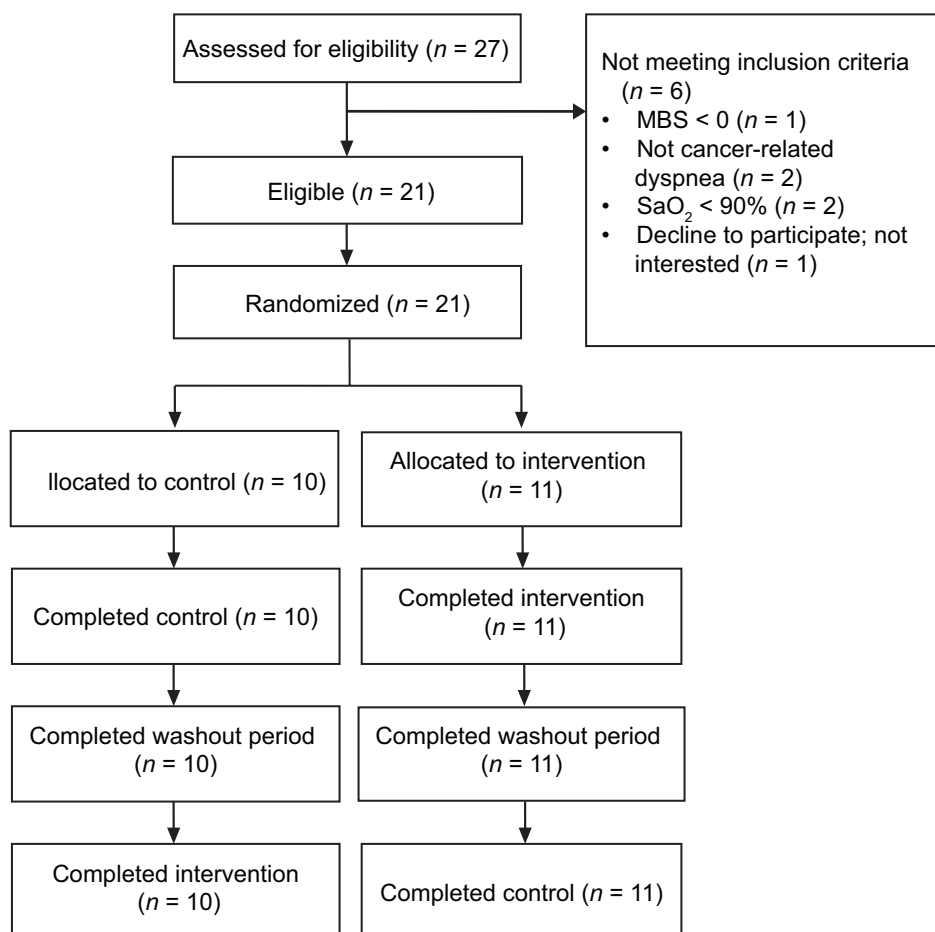 Assessed for eligibility (n = 27)
Not meeting inclusion criteria
(n = 6)
• MBS < 0 (n = 1)
• Not cancer-related
dyspnea (n = 2)
• SaO₂ < 90% (n = 2)
• Decline to participate; not
interested (n = 1)
Eligible (n = 21)
Randomized (n = 21)
llocated to control (n = 10)
Allocated to intervention
(n = 11)
Completed control (n = 10)
Completed intervention
(n = 11)
Completed washout period
(n = 10)
Completed washout period
(n = 11)
Completed intervention
(n = 10)
Completed control (n = 11)